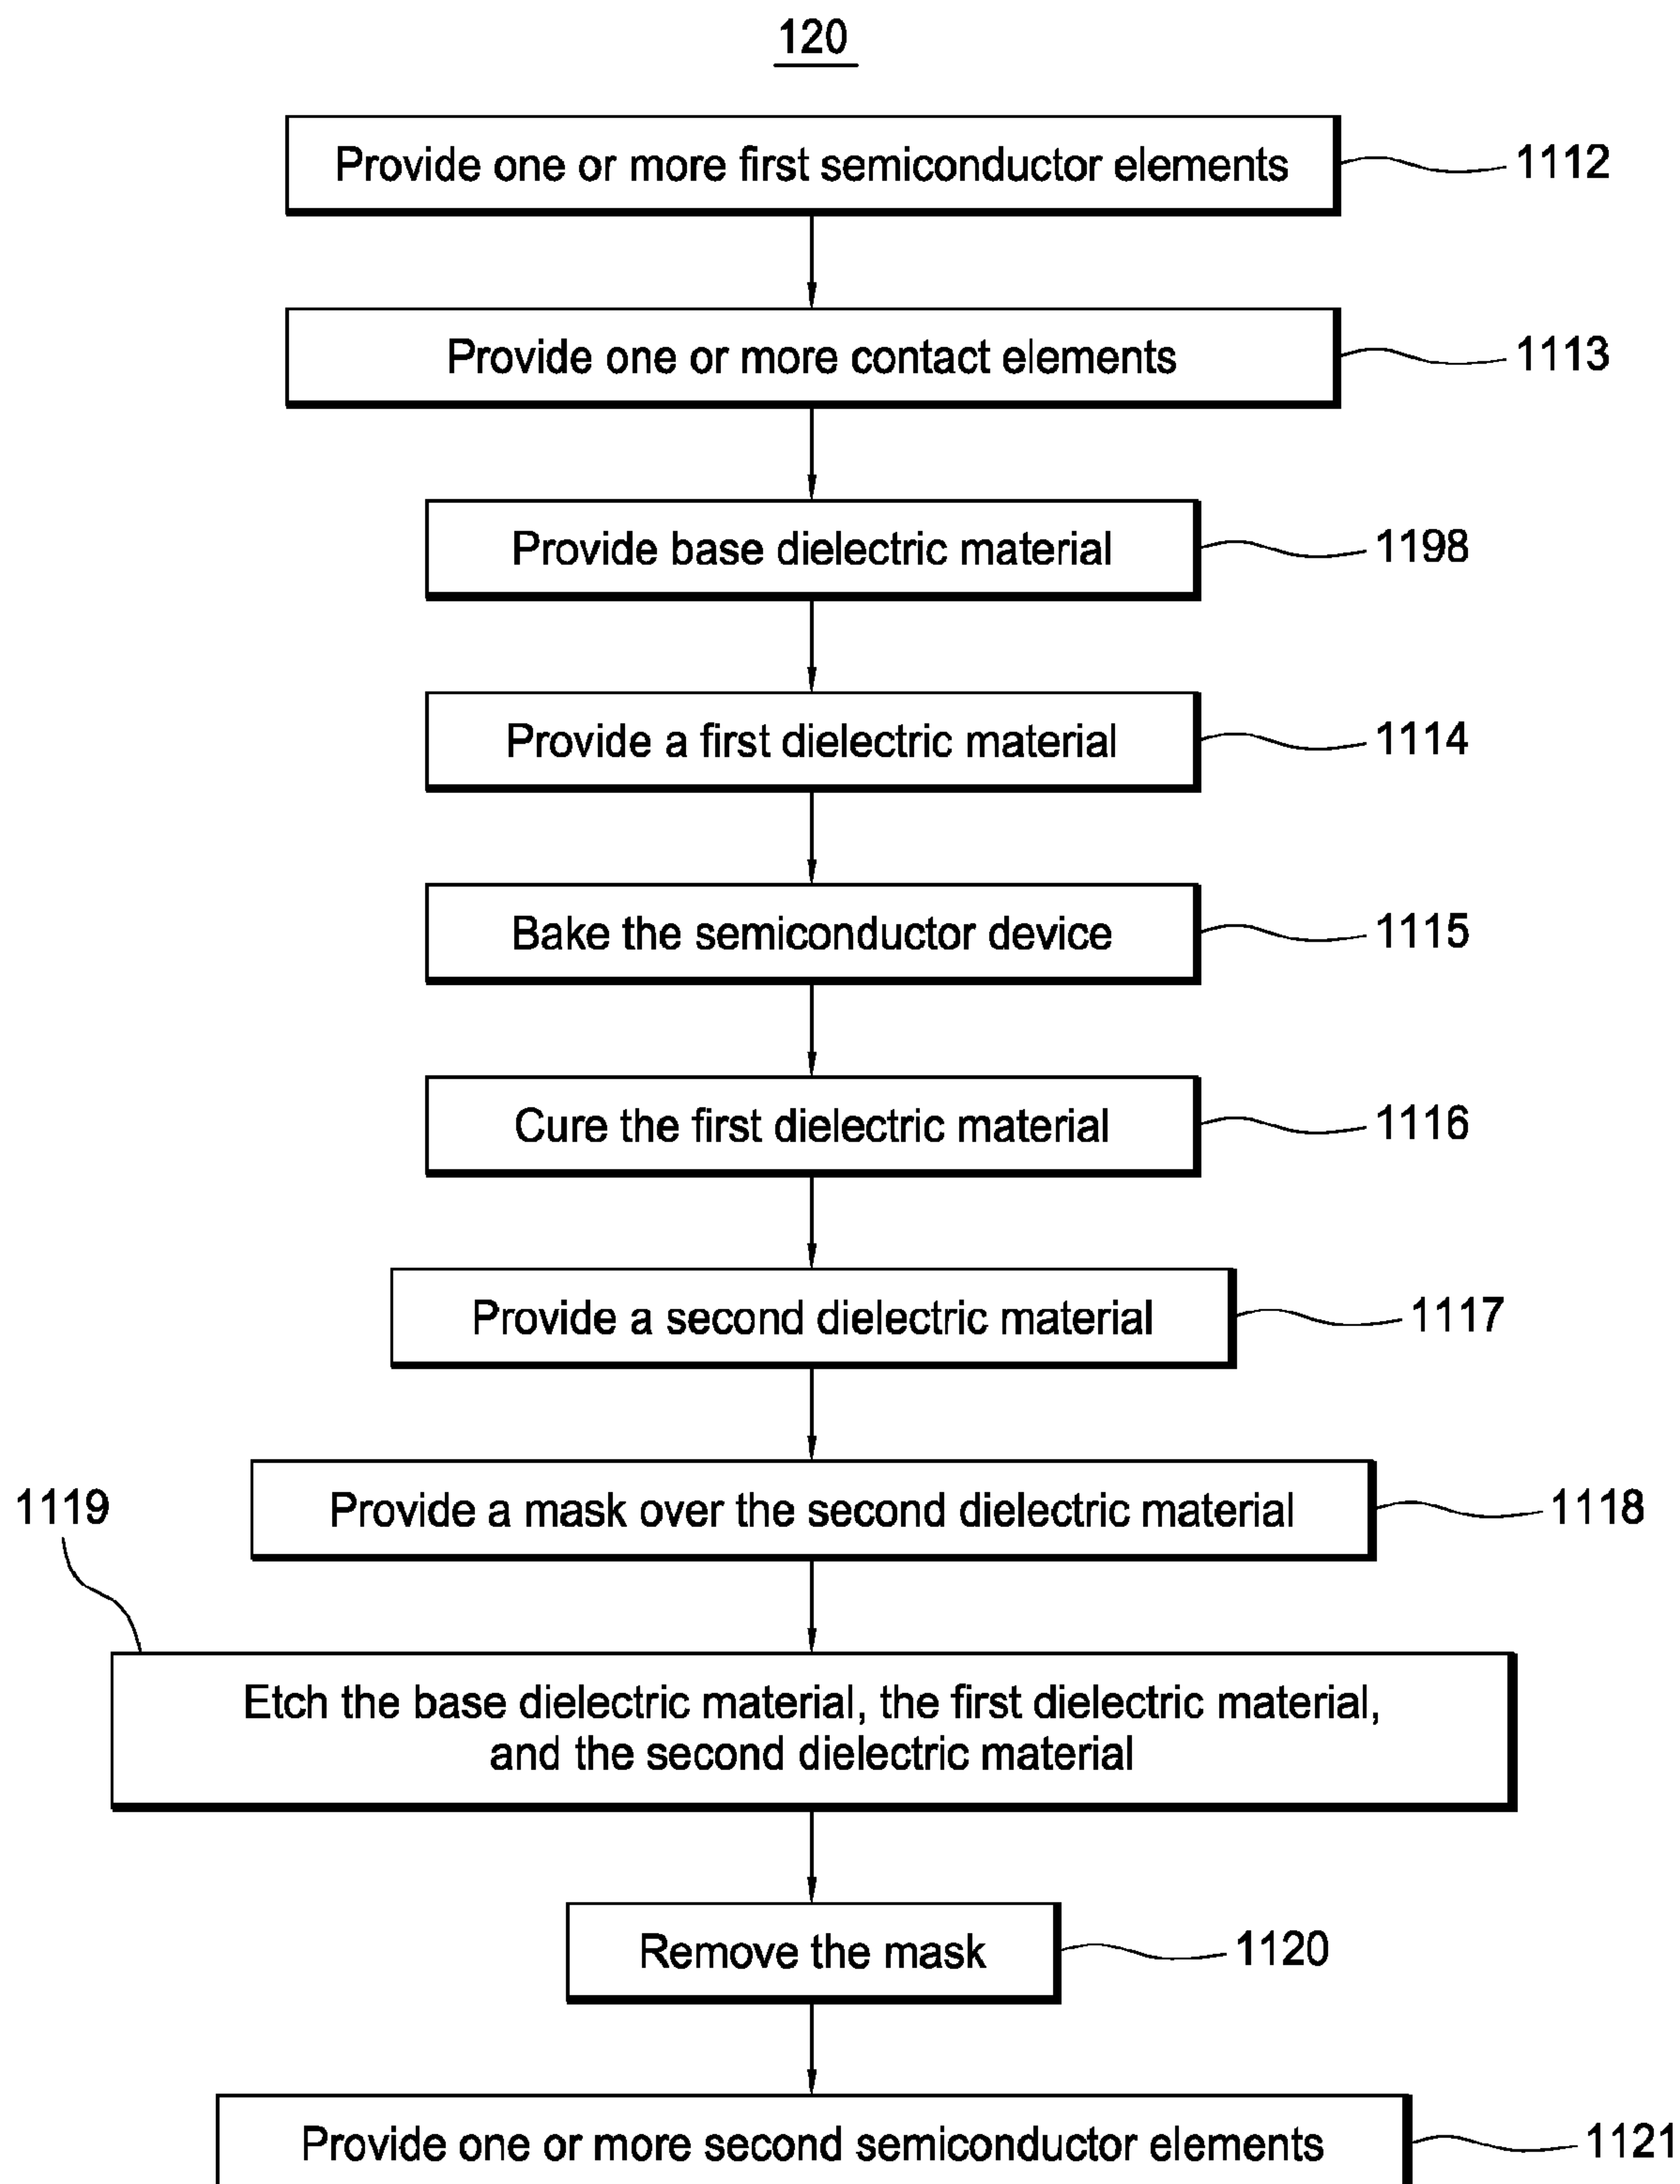 120
Provide one or more first semiconductor elements
1112
Provide one or more contact elements
1113
Provide base dielectric material
1198
Provide a first dielectric material
1114
Bake the semiconductor device
1115
Cure the first dielectric material
1116
Provide a second dielectric material
1117
Provide a mask over the second dielectric material
1118
1119
Etch the base dielectric material, the first dielectric material,
and the second dielectric material
Remove the mask
1120
Provide one or more second semiconductor elements
1121